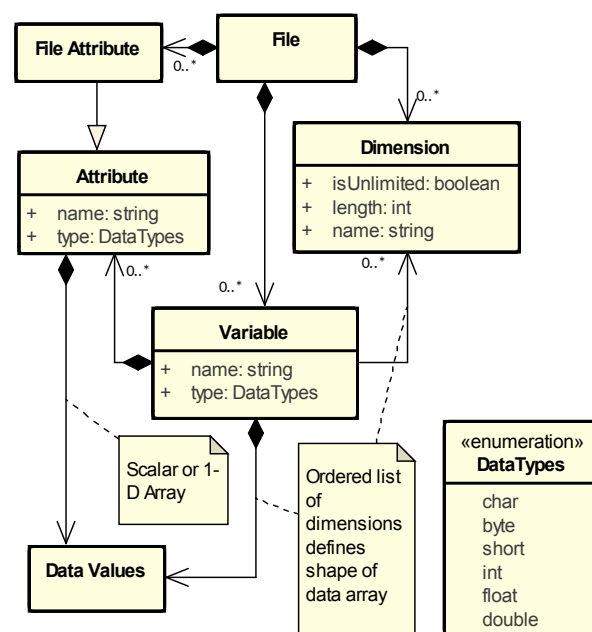 File Attribute
File
0..*
0..*
Dimension
+ isUnlimited: boolean
+ length: int
+ name: string
Attribute
+ name: string
+ type: DataTypes
0..*
0..*
0..*
Variable
+ name: string
+ type: DataTypes
Scalar or 1-
D Array
Ordered list
of
dimensions
defines
shape of
data array
Data Values
«enumeration»
DataTypes
char
byte
short
int
float
double